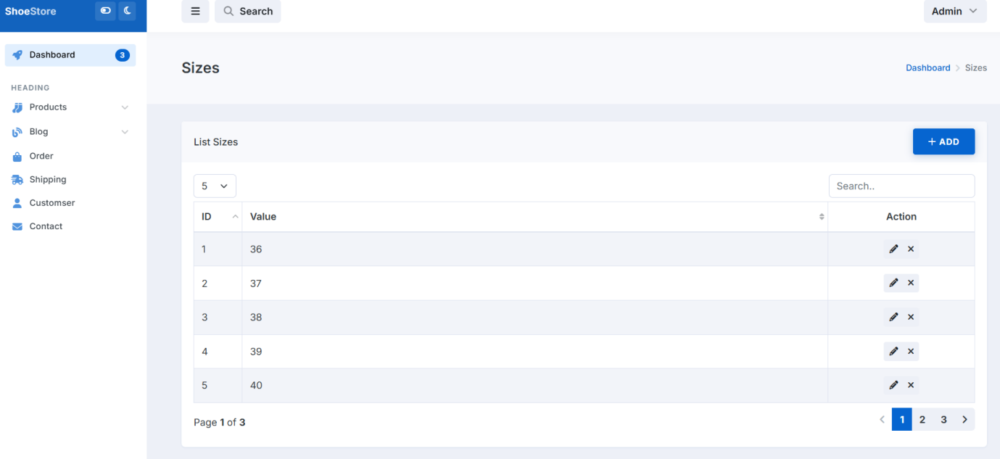 ShoeStore
Search
Admin
Dashboard 3
HEADING
Products
Blog
Order
Shipping
Customser
Contact
Sizes
Dashboard Sizes
List Sizes
+ ADD
5
Search..
ID Value Action
1 36
2 37
3 38
4 39
5 40
Page 1 of 3
1 2 3